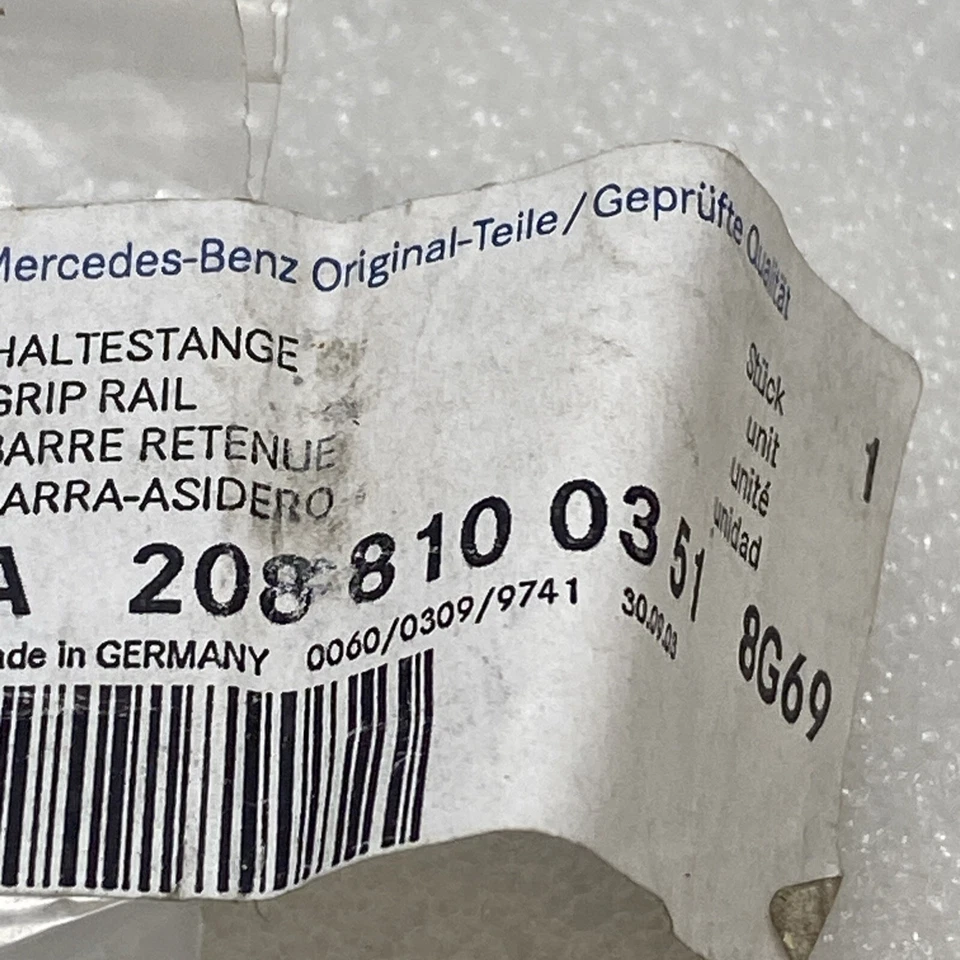 Mercedes-Benz Original-Teile/Geprüfte Qualität
HALTESTANGE
GRIP RAIL
BARRE RETENUE
ARRA-ASIDERO
Stück
unit
unité
unidad
1
A 208 810 03 51 8G69
ade in GERMANY 0060/0309/9741 30.09.03